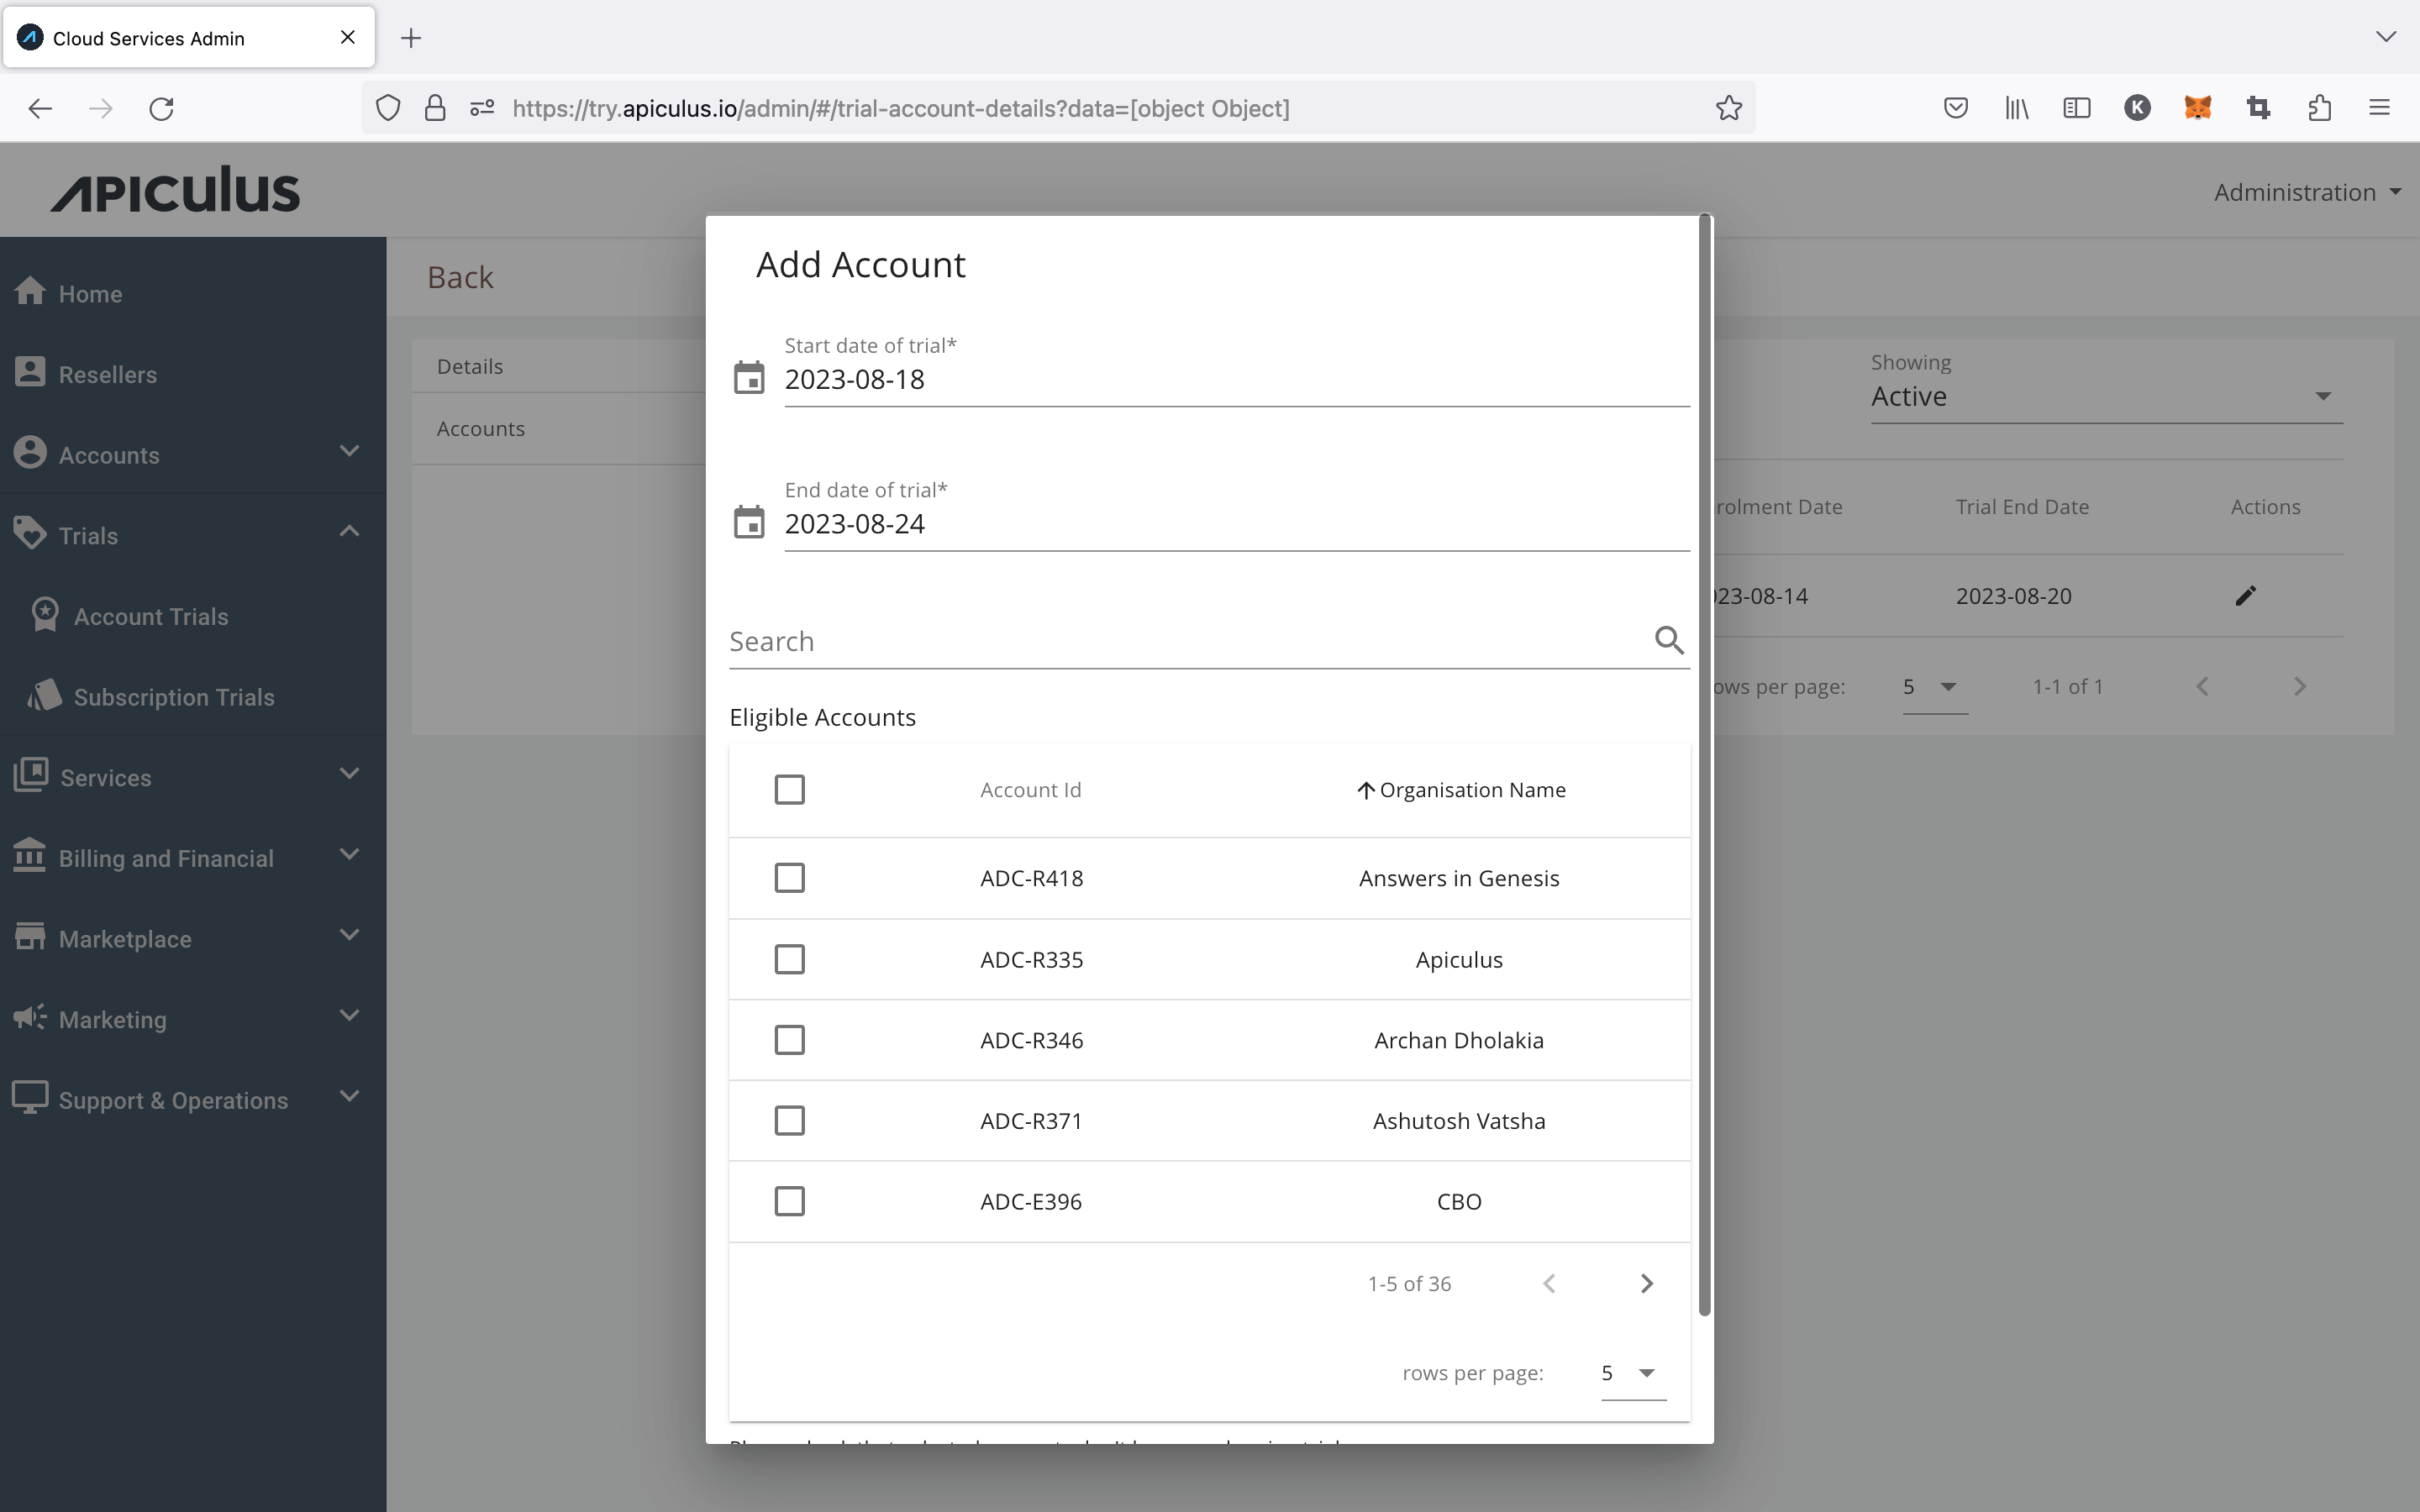 Cloud Services Admin
https://try.apiculus.io/admin/#/trial-account-details?data=[object Object]
K
APICULUS
Administration
Home
Resellers
Accounts
Trials
Account Trials
Subscription Trials
Services
Billing and Financial
Marketplace
Marketing
Support & Operations
Back
Details
Accounts
Add Account
Start date of trial*
2023-08-18
End date of trial*
2023-08-24
Search
Eligible Accounts
Account Id Organisation Name
ADC-R418 Answers in Genesis
ADC-R335 Apiculus
ADC-R346 Archan Dholakia
ADC-R371 Ashutosh Vatsha
ADC-E396 CBO
1-5 of 36
rows per page: 5
Showing
Active
rolment Date Trial End Date Actions
23-08-14 2023-08-20
ows per page: 5 1-1 of 1